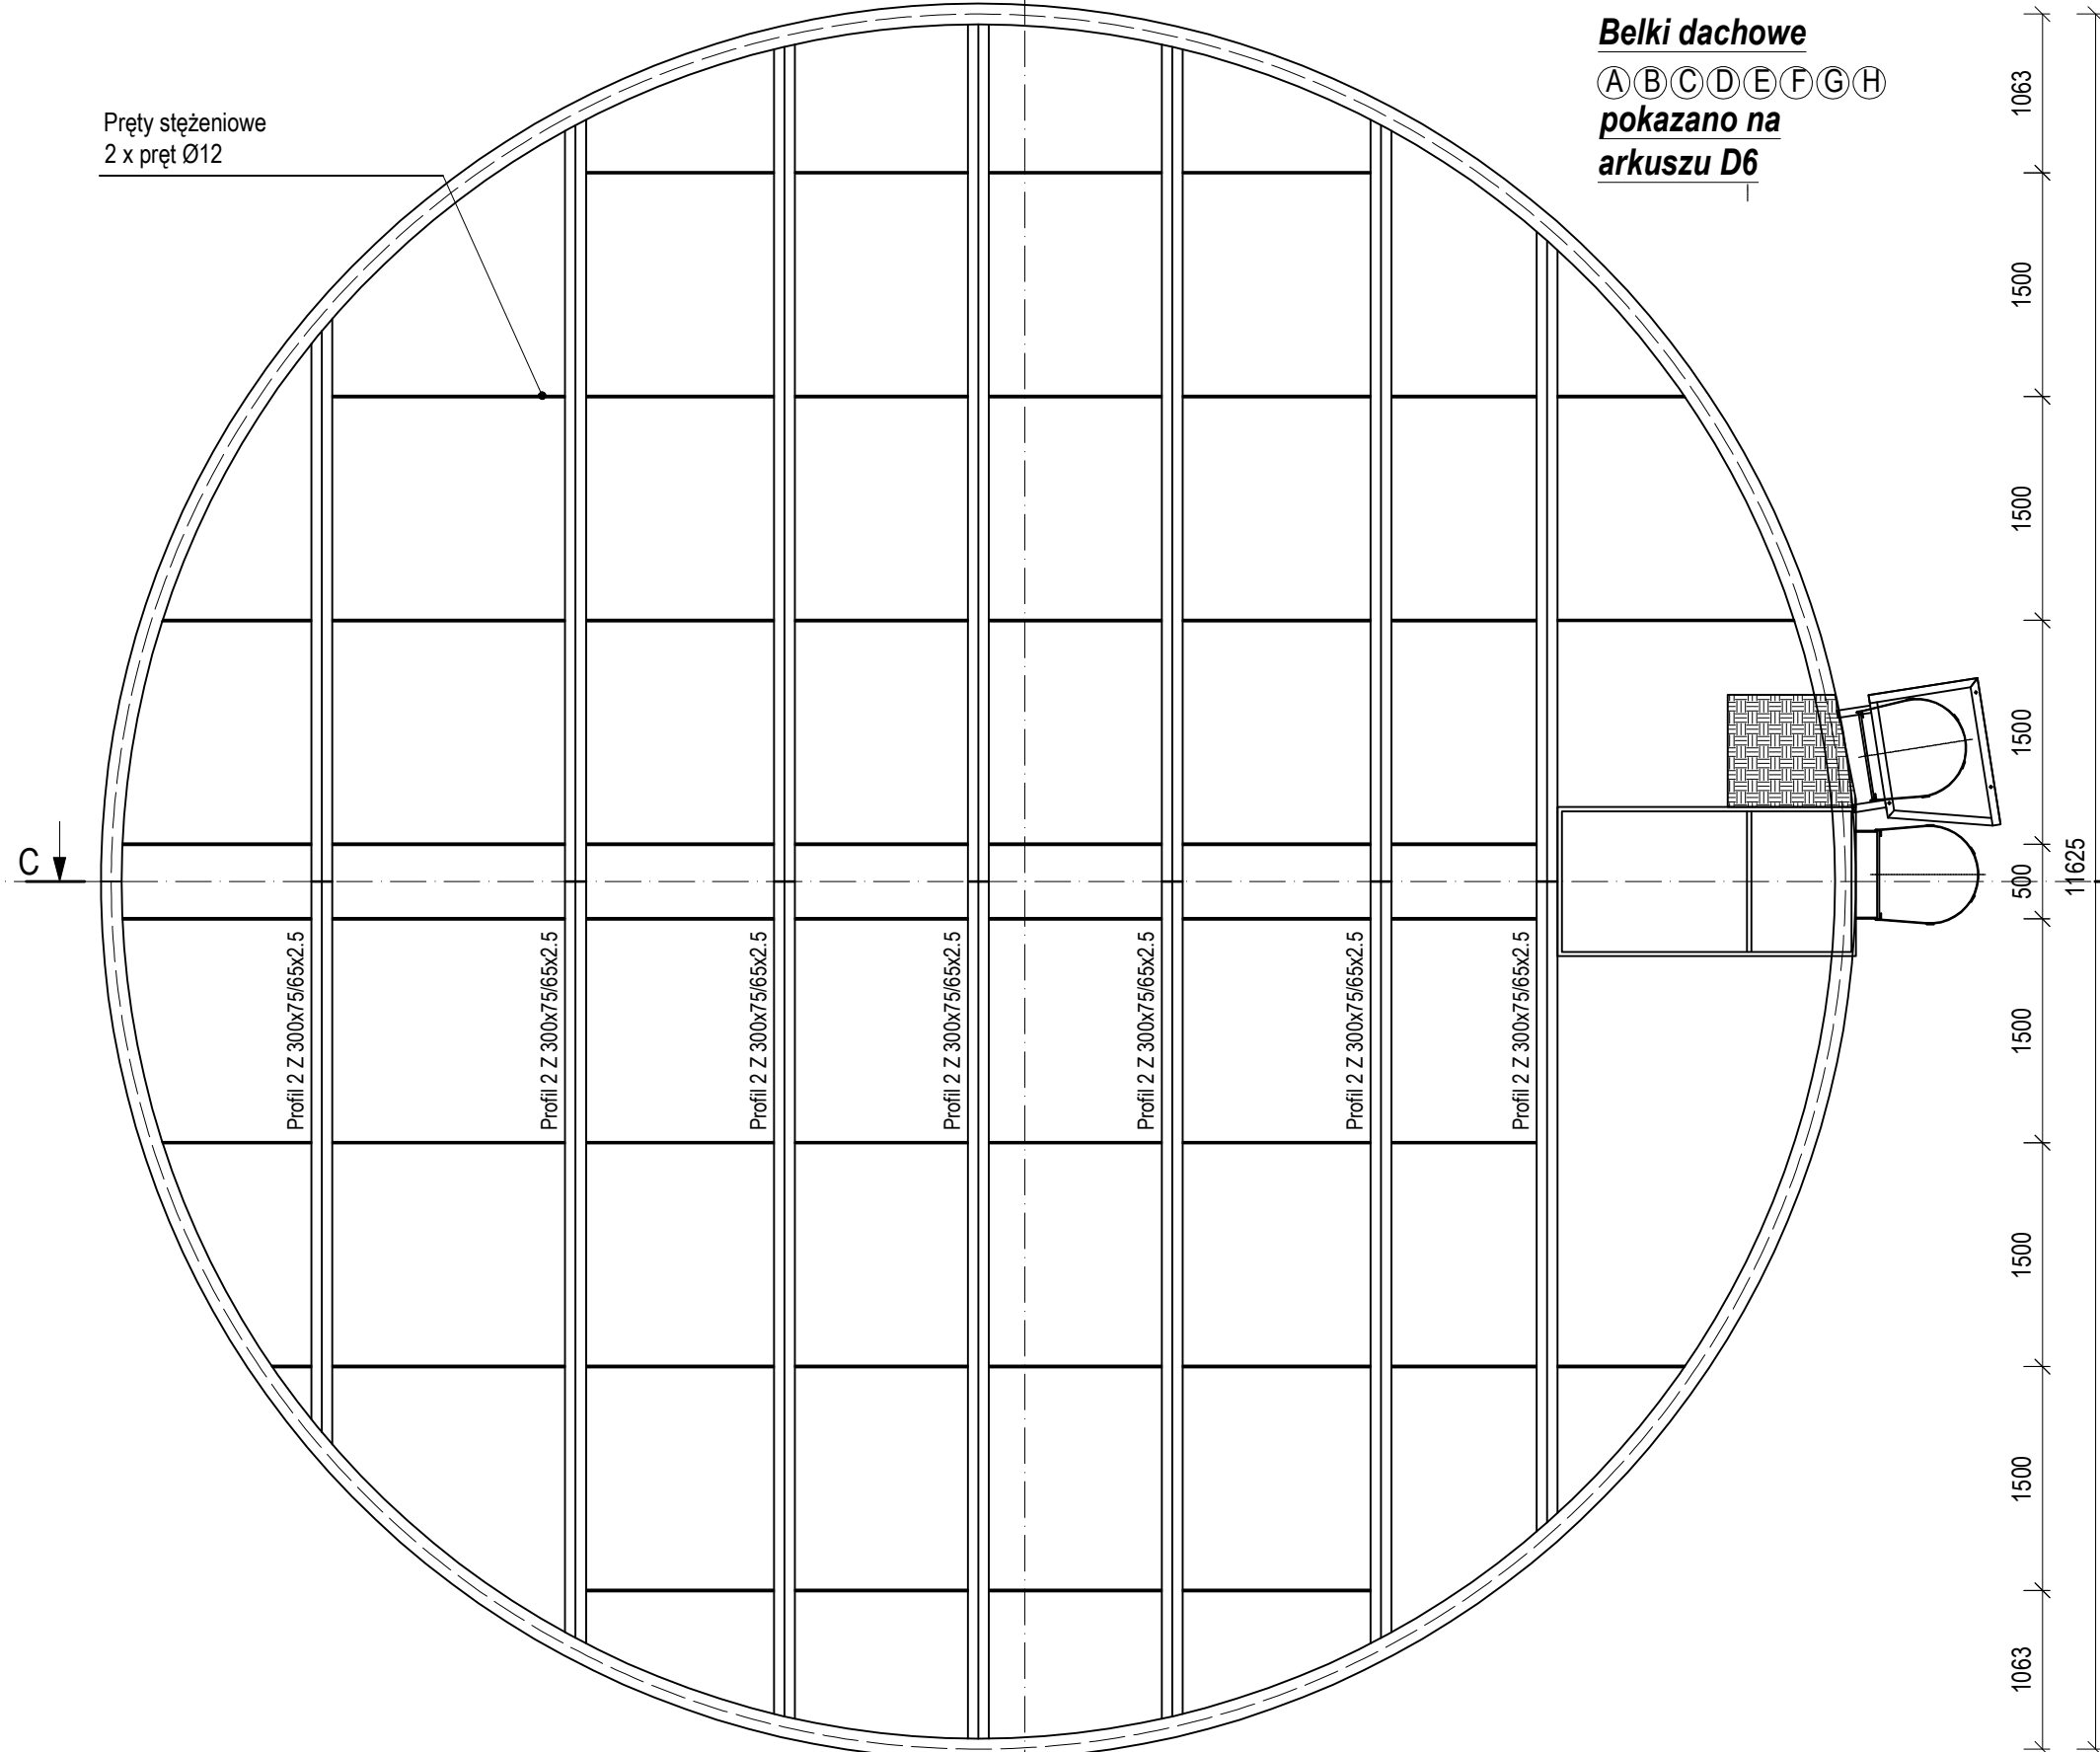 Belki dachowe
A B C D E F G H
pokazano na
arkuszu D6
Pręty stężeniowe
2 x pręt Ø12
1063
1500
1500
1500
500
11625
1500
1500
1500
1063
C
Profil 2 Z 300x75/65x2.5
Profil 2 Z 300x75/65x2.5
Profil 2 Z 300x75/65x2.5
Profil 2 Z 300x75/65x2.5
Profil 2 Z 300x75/65x2.5
Profil 2 Z 300x75/65x2.5
Profil 2 Z 300x75/65x2.5